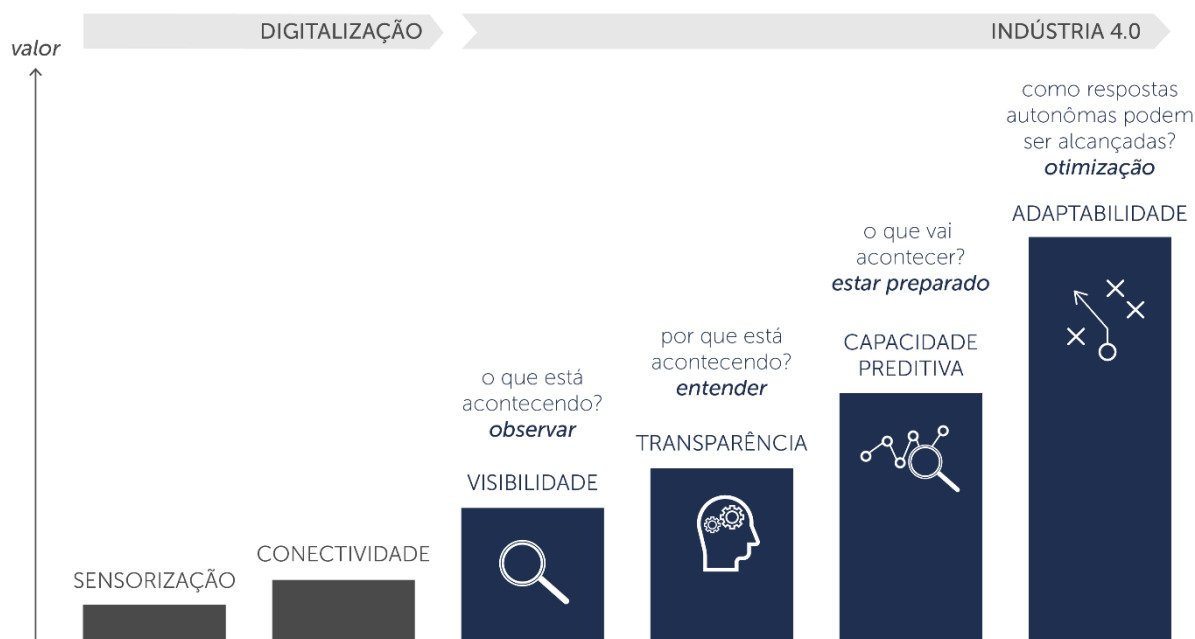 DIGITALIZAÇÃO
INDÚSTRIA 4.0
valor
como respostas
autonômas podem
ser alcançadas?
otimização
ADAPTABILIDADE
o que vai
acontecer?
estar preparado
CAPACIDADE
PREDITIVA
por que está
acontecendo?
entender
TRANSPARÊNCIA
o que está
acontecendo?
observar
VISIBILIDADE
CONECTIVIDADE
SENSORIZAÇÃO